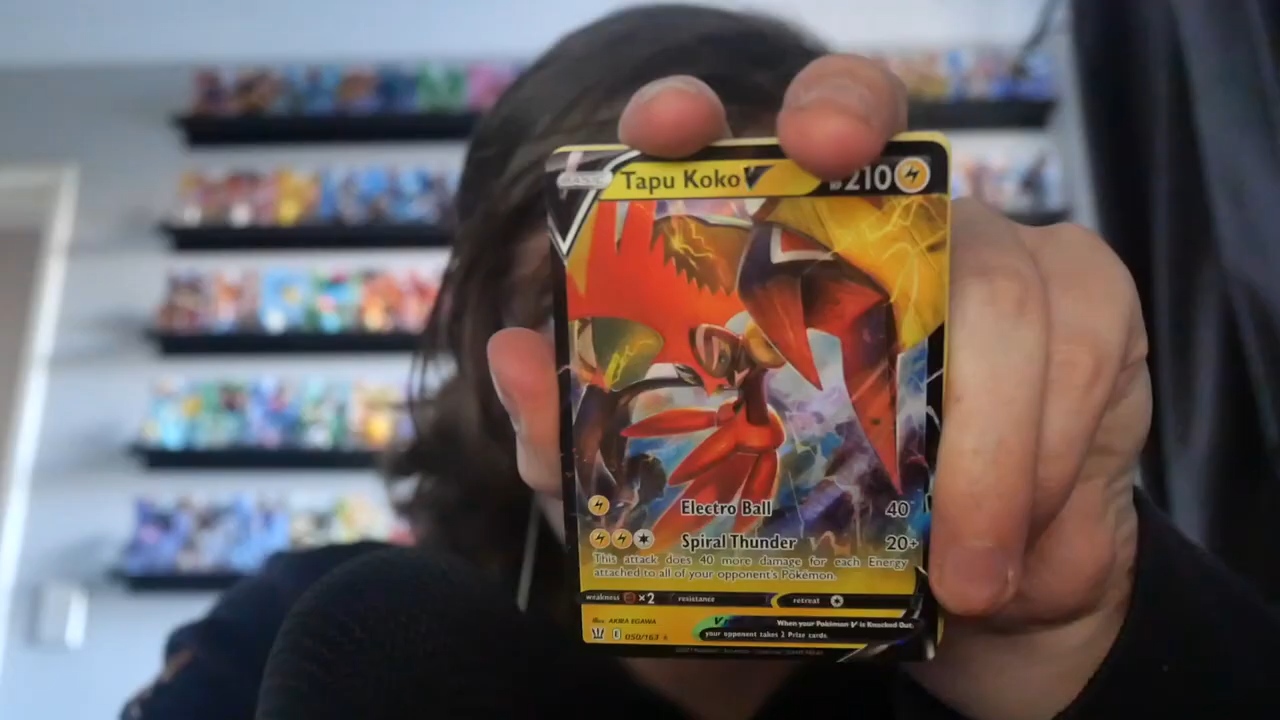 BASIC Tapu Koko V 210
Electro Ball 40
Spiral Thunder 20+
This attack does 40 more damage for each Energy
attached to all of your opponent's Pokémon.
weakness ×2 resistance retreat
Illus. AKIRA EGAWA
When your Pokémon V is Knocked Out,
your opponent takes 2 Prize cards.
050/163